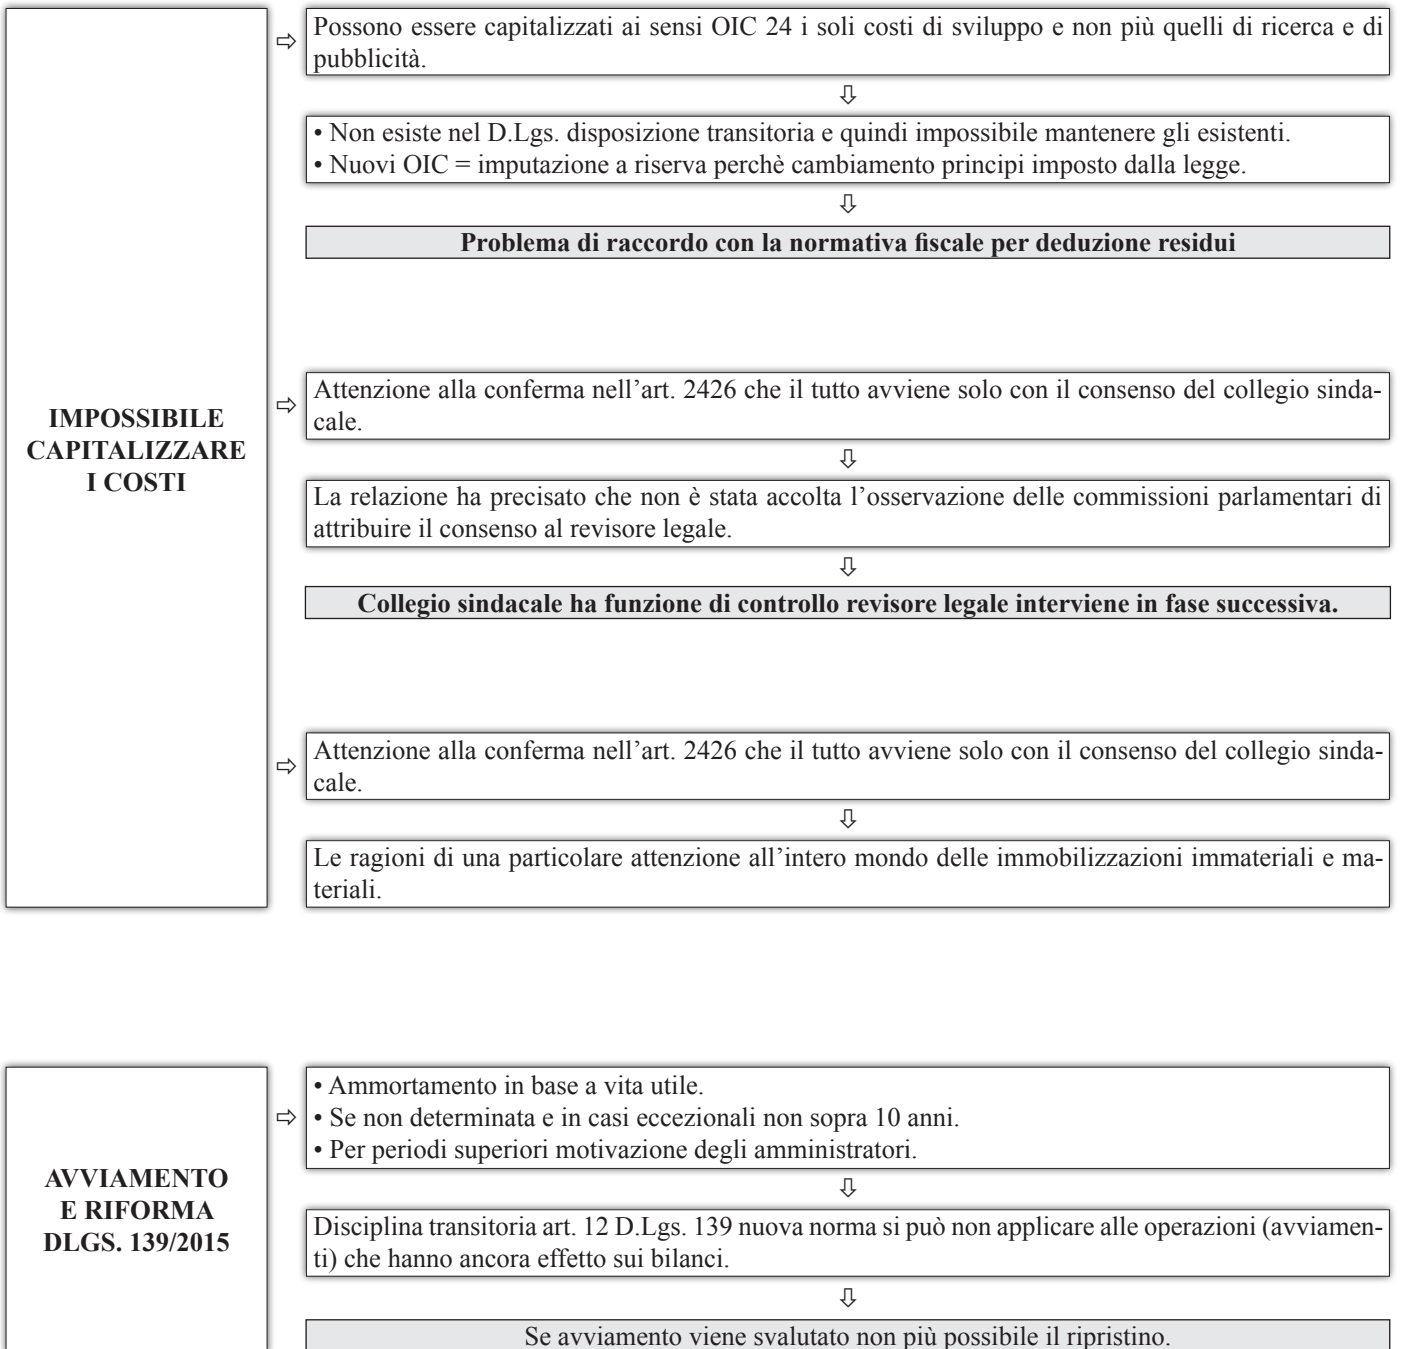 IMPOSSIBILE
CAPITALIZZARE
I COSTI
⇨
Possono essere capitalizzati ai sensi OIC 24 i soli costi di sviluppo e non più quelli di ricerca e di
pubblicità.
⇩
• Non esiste nel D.Lgs. disposizione transitoria e quindi impossibile mantenere gli esistenti.
• Nuovi OIC = imputazione a riserva perchè cambiamento principi imposto dalla legge.
⇩
Problema di raccordo con la normativa fiscale per deduzione residui
⇨
Attenzione alla conferma nell’art. 2426 che il tutto avviene solo con il consenso del collegio sinda-
cale.
⇩
La relazione ha precisato che non è stata accolta l’osservazione delle commissioni parlamentari di
attribuire il consenso al revisore legale.
⇩
Collegio sindacale ha funzione di controllo revisore legale interviene in fase successiva.
⇨
Attenzione alla conferma nell’art. 2426 che il tutto avviene solo con il consenso del collegio sinda-
cale.
⇩
Le ragioni di una particolare attenzione all’intero mondo delle immobilizzazioni immateriali e ma-
teriali.
AVVIAMENTO
E RIFORMA
DLGS. 139/2015
⇨
• Ammortamento in base a vita utile.
• Se non determinata e in casi eccezionali non sopra 10 anni.
• Per periodi superiori motivazione degli amministratori.
⇩
Disciplina transitoria art. 12 D.Lgs. 139 nuova norma si può non applicare alle operazioni (avviamen-
ti) che hanno ancora effetto sui bilanci.
⇩
Se avviamento viene svalutato non più possibile il ripristino.